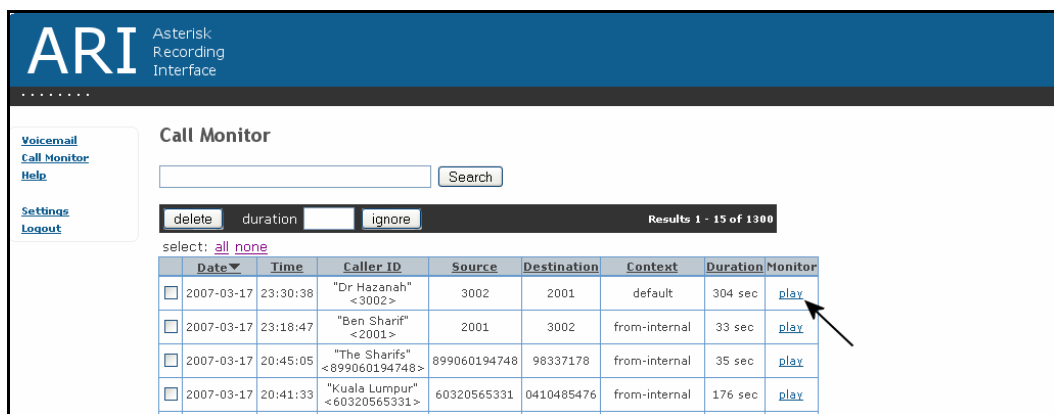 ARI Asterisk
Recording
Interface
Voicemail
Call Monitor
Help
Settings
Logout
Call Monitor
Search
delete duration ignore Results 1 - 15 of 1300
select: all none
Date Time Caller ID Source Destination Context Duration Monitor
2007-03-17 23:30:38 "Dr Hazanah" <3002> 3002 2001 default 304 sec play
2007-03-17 23:18:47 "Ben Sharif" <2001> 2001 3002 from-internal 33 sec play
2007-03-17 20:45:05 "The Sharifs" <899060194748> 899060194748 98337178 from-internal 35 sec play
2007-03-17 20:41:33 "Kuala Lumpur" <60320565331> 60320565331 0410485476 from-internal 176 sec play